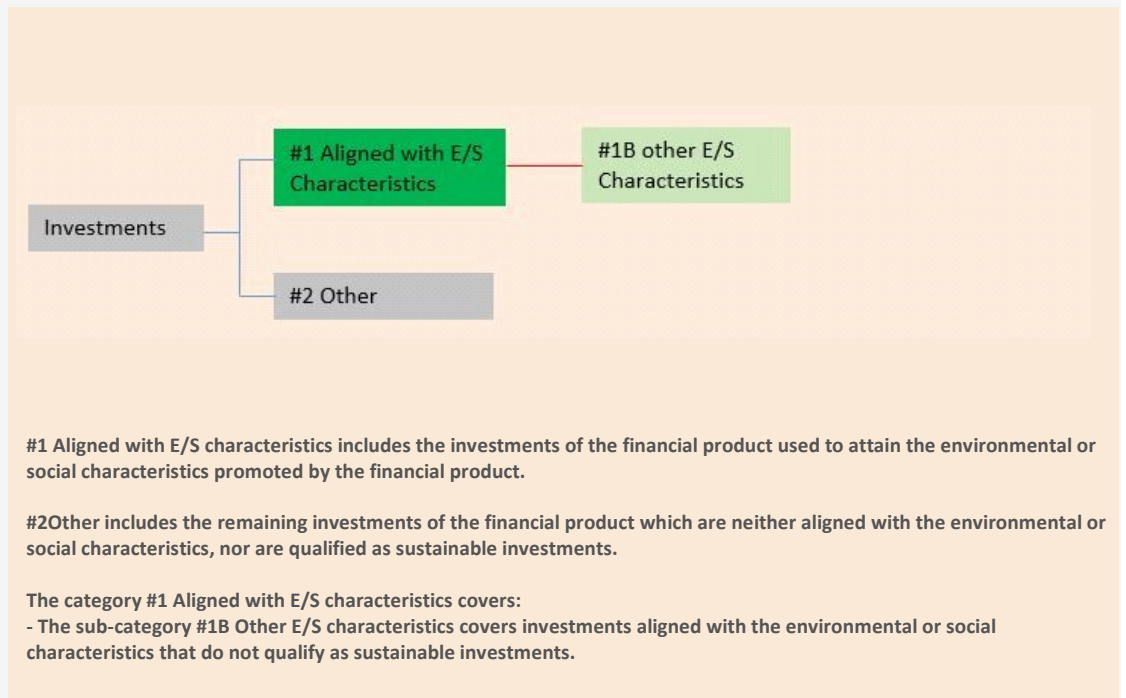 #1 Aligned with E/S
Characteristics
#1B other E/S
Characteristics
Investments
#2 Other
#1 Aligned with E/S characteristics includes the investments of the financial product used to attain the environmental or
social characteristics promoted by the financial product.
#2Other includes the remaining investments of the financial product which are neither aligned with the environmental or
social characteristics, nor are qualified as sustainable investments.
The category #1 Aligned with E/S characteristics covers:
- The sub-category #1B Other E/S characteristics covers investments aligned with the environmental or social
characteristics that do not qualify as sustainable investments.